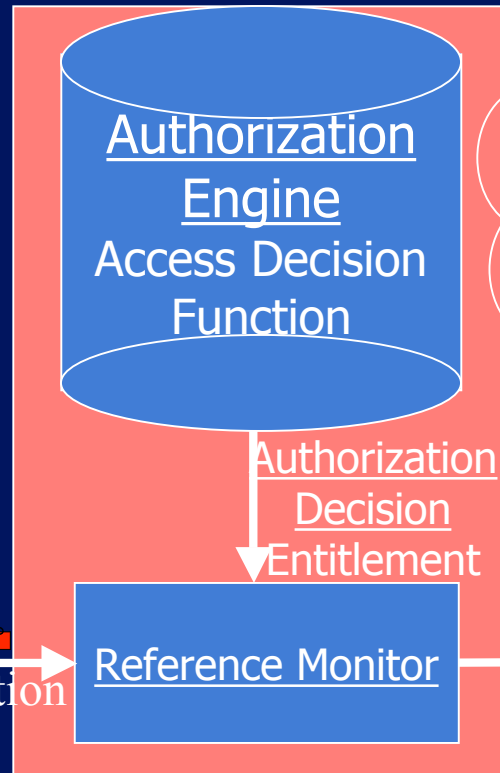 Authorization
Engine
Access Decision
Function
Authorization
Decision
Entitlement
Reference Monitor